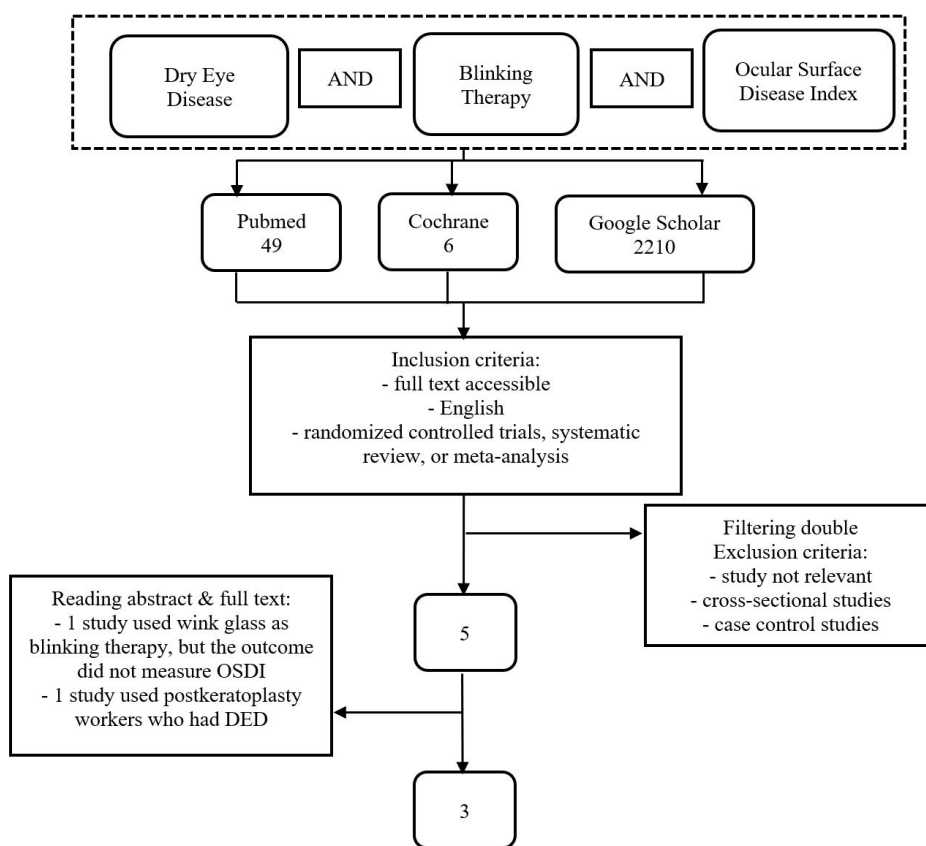 Dry Eye
Disease
AND
Blinking
Therapy
AND
Ocular Surface
Disease Index
Pubmed
49
Cochrane
6
Google Scholar
2210
Inclusion criteria:
- full text accessible
- English
- randomized controlled trials, systematic
review, or meta-analysis
Filtering double
Exclusion criteria:
- study not relevant
- cross-sectional studies
- case control studies
5
Reading abstract & full text:
- 1 study used wink glass as
blinking therapy, but the outcome
did not measure OSDI
- 1 study used postkeratoplasty
workers who had DED
3